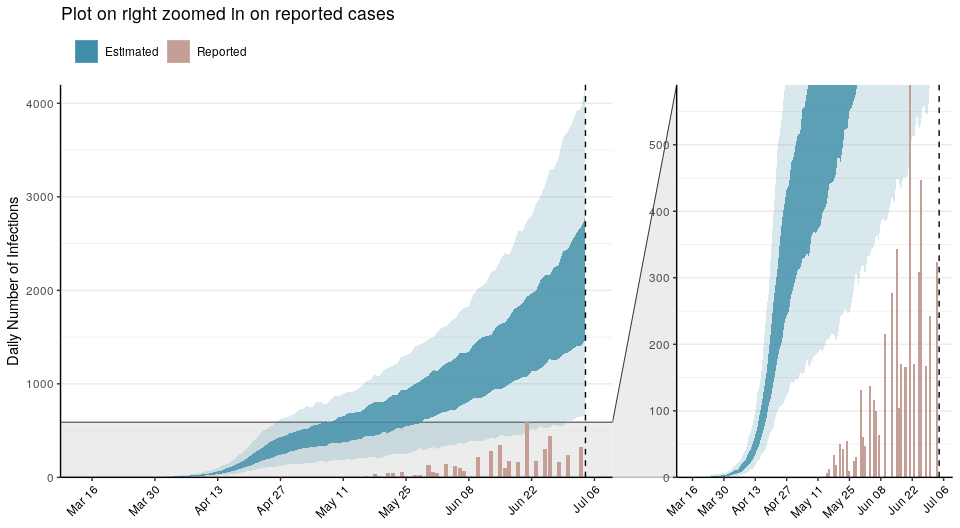 Plot on right zoomed in on reported cases
Estimated Reported
Daily Number of Infections
4000
3000
2000
1000
0
Mar 16 Mar 30 Apr 13 Apr 27 May 11 May 25 Jun 08 Jun 22 Jul 06
500
400
300
200
100
0
Mar 16 Mar 30 Apr 13 Apr 27 May 11 May 25 Jun 08 Jun 22 Jul 06